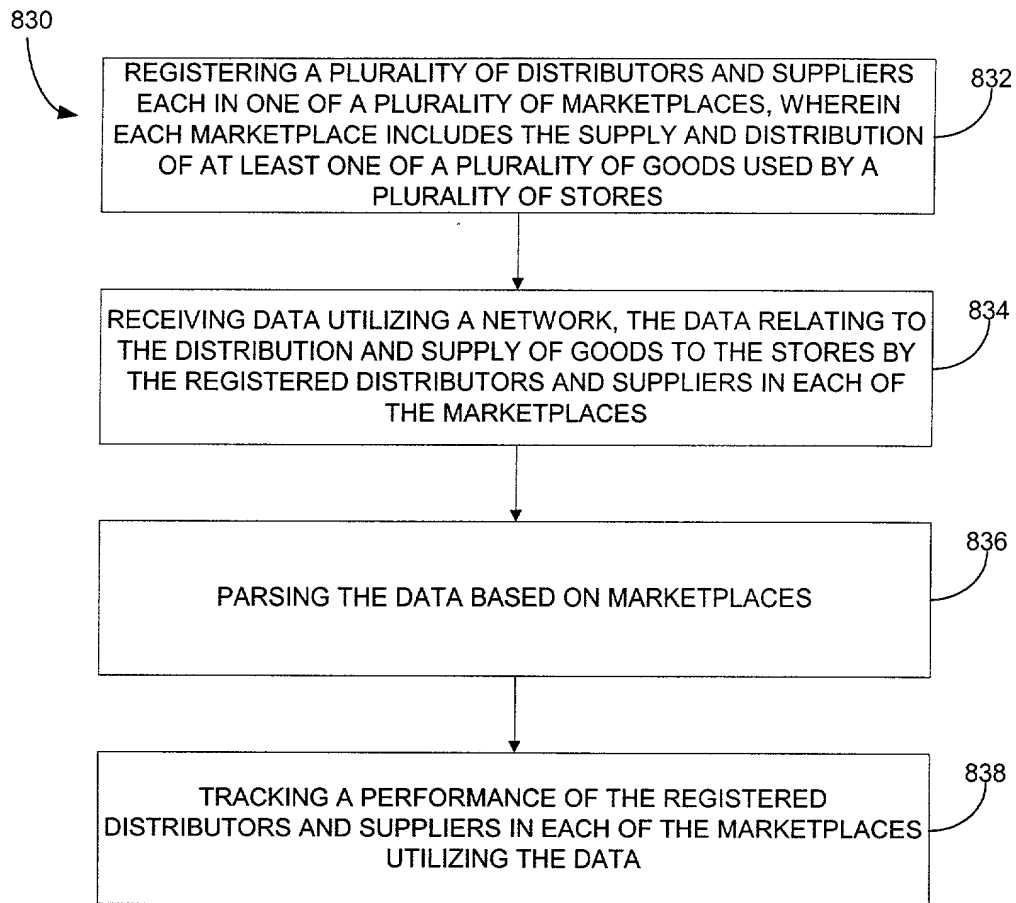 830
REGISTERING A PLURALITY OF DISTRIBUTORS AND SUPPLIERS
EACH IN ONE OF A PLURALITY OF MARKETPLACES, WHEREIN
EACH MARKETPLACE INCLUDES THE SUPPLY AND DISTRIBUTION
OF AT LEAST ONE OF A PLURALITY OF GOODS USED BY A
PLURALITY OF STORES
832
RECEIVING DATA UTILIZING A NETWORK, THE DATA RELATING TO
THE DISTRIBUTION AND SUPPLY OF GOODS TO THE STORES BY
THE REGISTERED DISTRIBUTORS AND SUPPLIERS IN EACH OF
THE MARKETPLACES
834
PARSING THE DATA BASED ON MARKETPLACES
836
TRACKING A PERFORMANCE OF THE REGISTERED
DISTRIBUTORS AND SUPPLIERS IN EACH OF THE MARKETPLACES
UTILIZING THE DATA
838